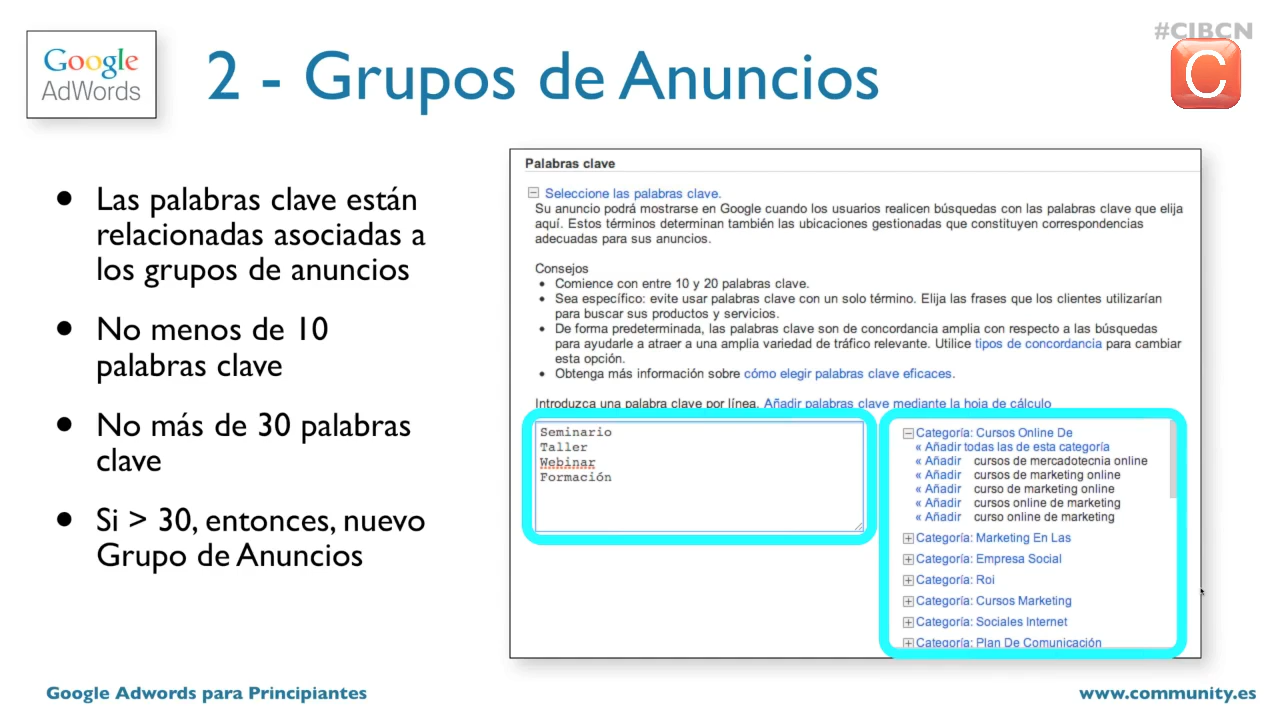 #CIBCN
Google
AdWords
2 - Grupos de Anuncios
C
• Las palabras clave están
relacionadas asociadas a
los grupos de anuncios
• No menos de 10
palabras clave
• No más de 30 palabras
clave
• Si > 30, entonces, nuevo
Grupo de Anuncios
Palabras clave
Seleccione las palabras clave.
Su anuncio podrá mostrarse en Google cuando los usuarios realicen búsquedas con las palabras clave que elija
aquí. Estos términos determinan también las ubicaciones gestionadas que constituyen correspondencias
adecuadas para sus anuncios.
Consejos
• Comience con entre 10 y 20 palabras clave.
• Sea específico: evite usar palabras clave con un solo término. Elija las frases que los clientes utilizarían
para buscar sus productos y servicios.
• De forma predeterminada, las palabras clave son de concordancia amplia con respecto a las búsquedas
para ayudarle a atraer a una amplia variedad de tráfico relevante. Utilice tipos de concordancia para cambiar
esta opción.
• Obtenga más información sobre cómo elegir palabras clave eficaces.
Introduzca una palabra clave por línea. Añadir palabras clave mediante la hoja de cálculo
Seminario
Taller
Webinar
Formación
Categoría: Cursos Online De
« Añadir todas las de esta categoría
« Añadir cursos de mercadotecnia online
« Añadir cursos de marketing online
« Añadir curso de marketing online
« Añadir cursos online de marketing
« Añadir curso online de marketing
Categoría: Marketing En Las
Categoría: Empresa Social
Categoría: Roi
Categoría: Cursos Marketing
Categoría: Sociales Internet
Categoría: Plan De Comunicación
Google Adwords para Principiantes
www.community.es